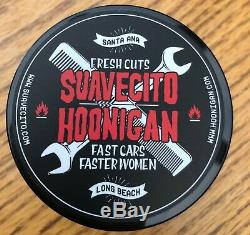 SANTA ANA
FRESH CUTS
SUAVECITO
HOONIGAN
FAST CARS
FASTER WOMEN
LONG BEACH
WWW.SUAVECITO.COM
WWW.HOONIGAN.COM